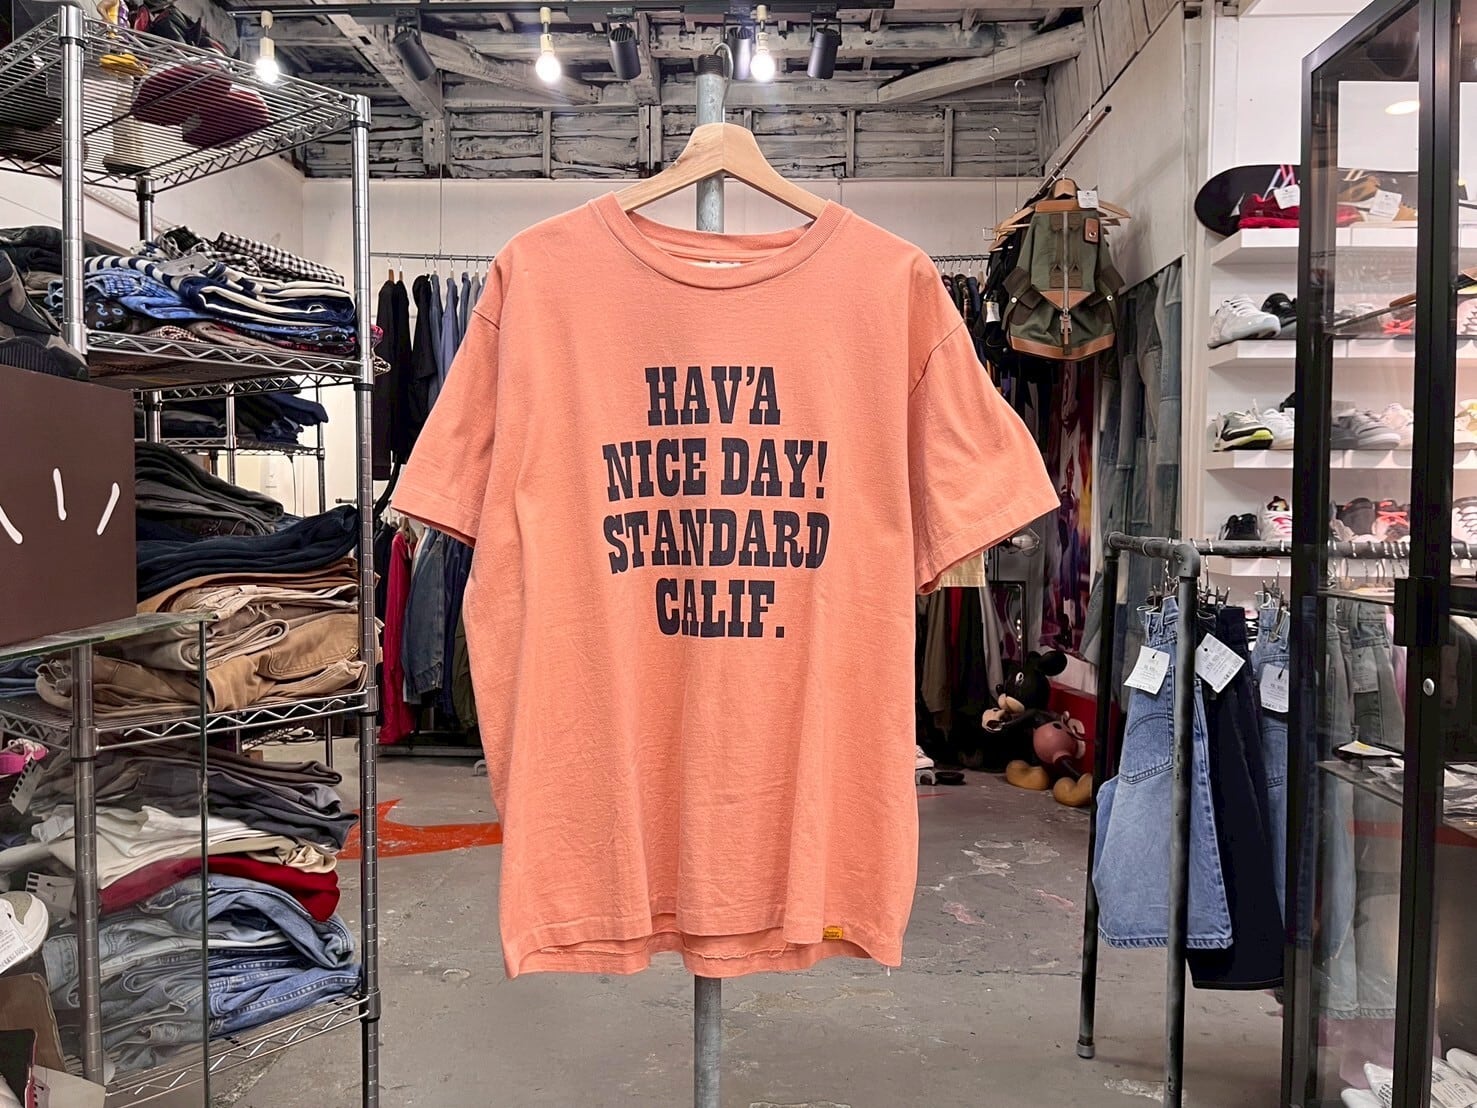 HAV'A
NICE DAY!
STANDARD
CALIF.